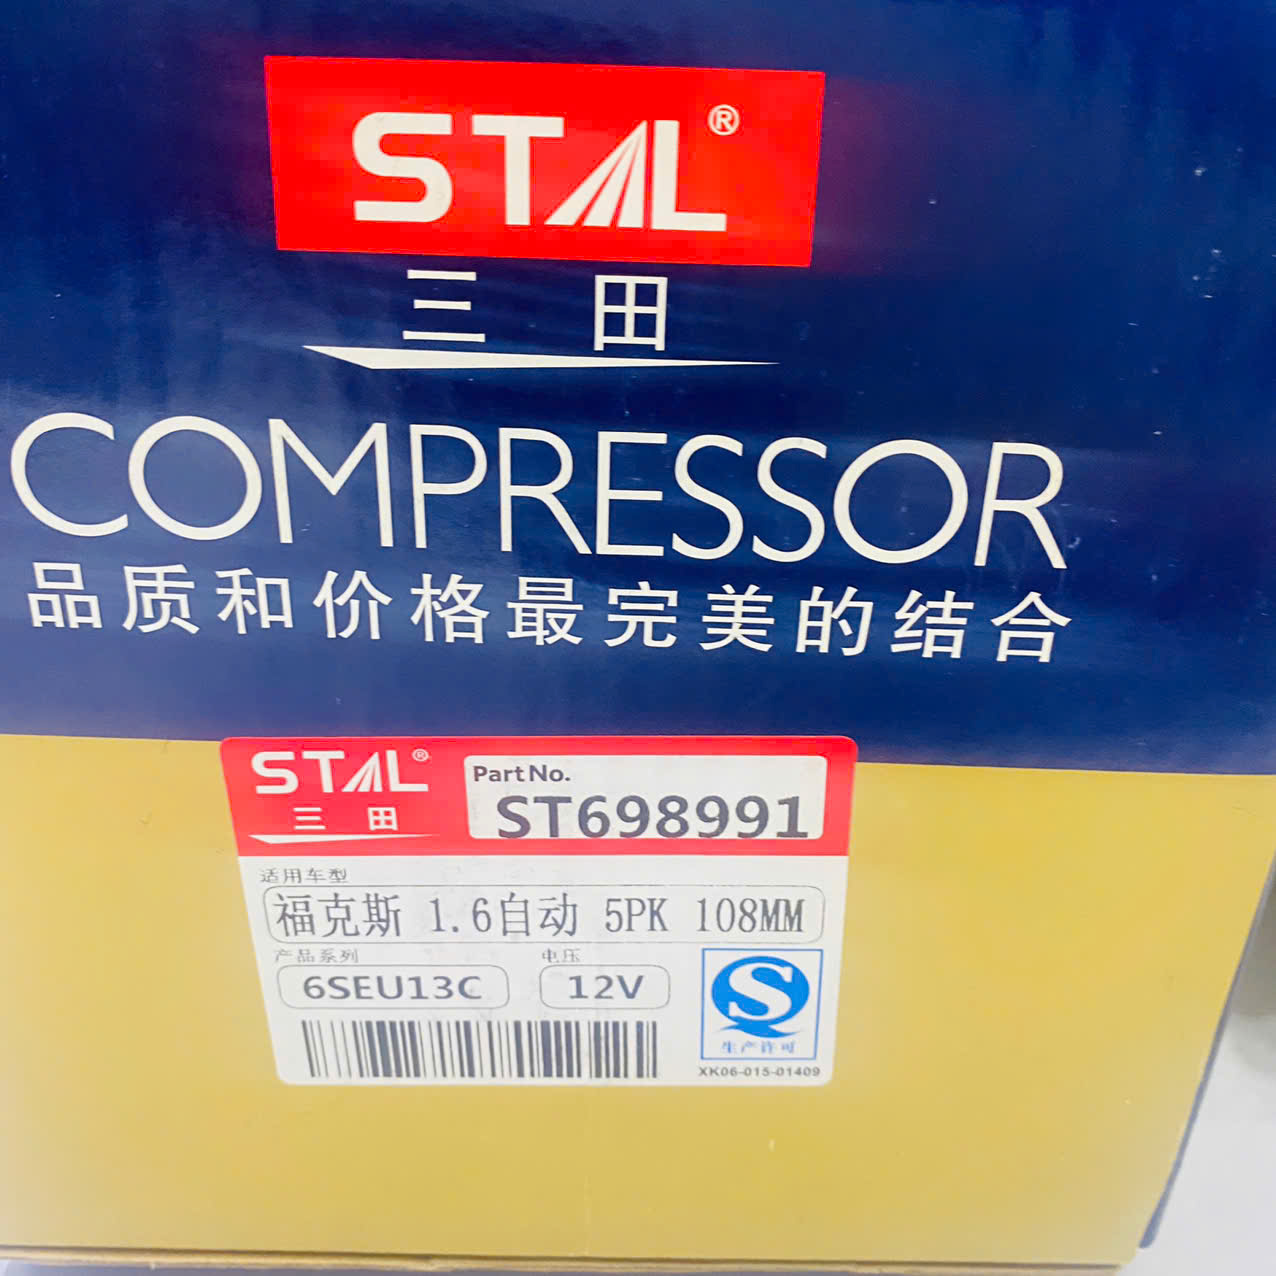 STAL®
三田
COMPRESSOR
品质和价格最完美的结合
STAL®
三田
Part No.
ST698991
适用车型
福克斯 1.6自动 5PK 108MM
产品系列 电压
6SEU13C 12V
S
生产许可
XK06-015-01409